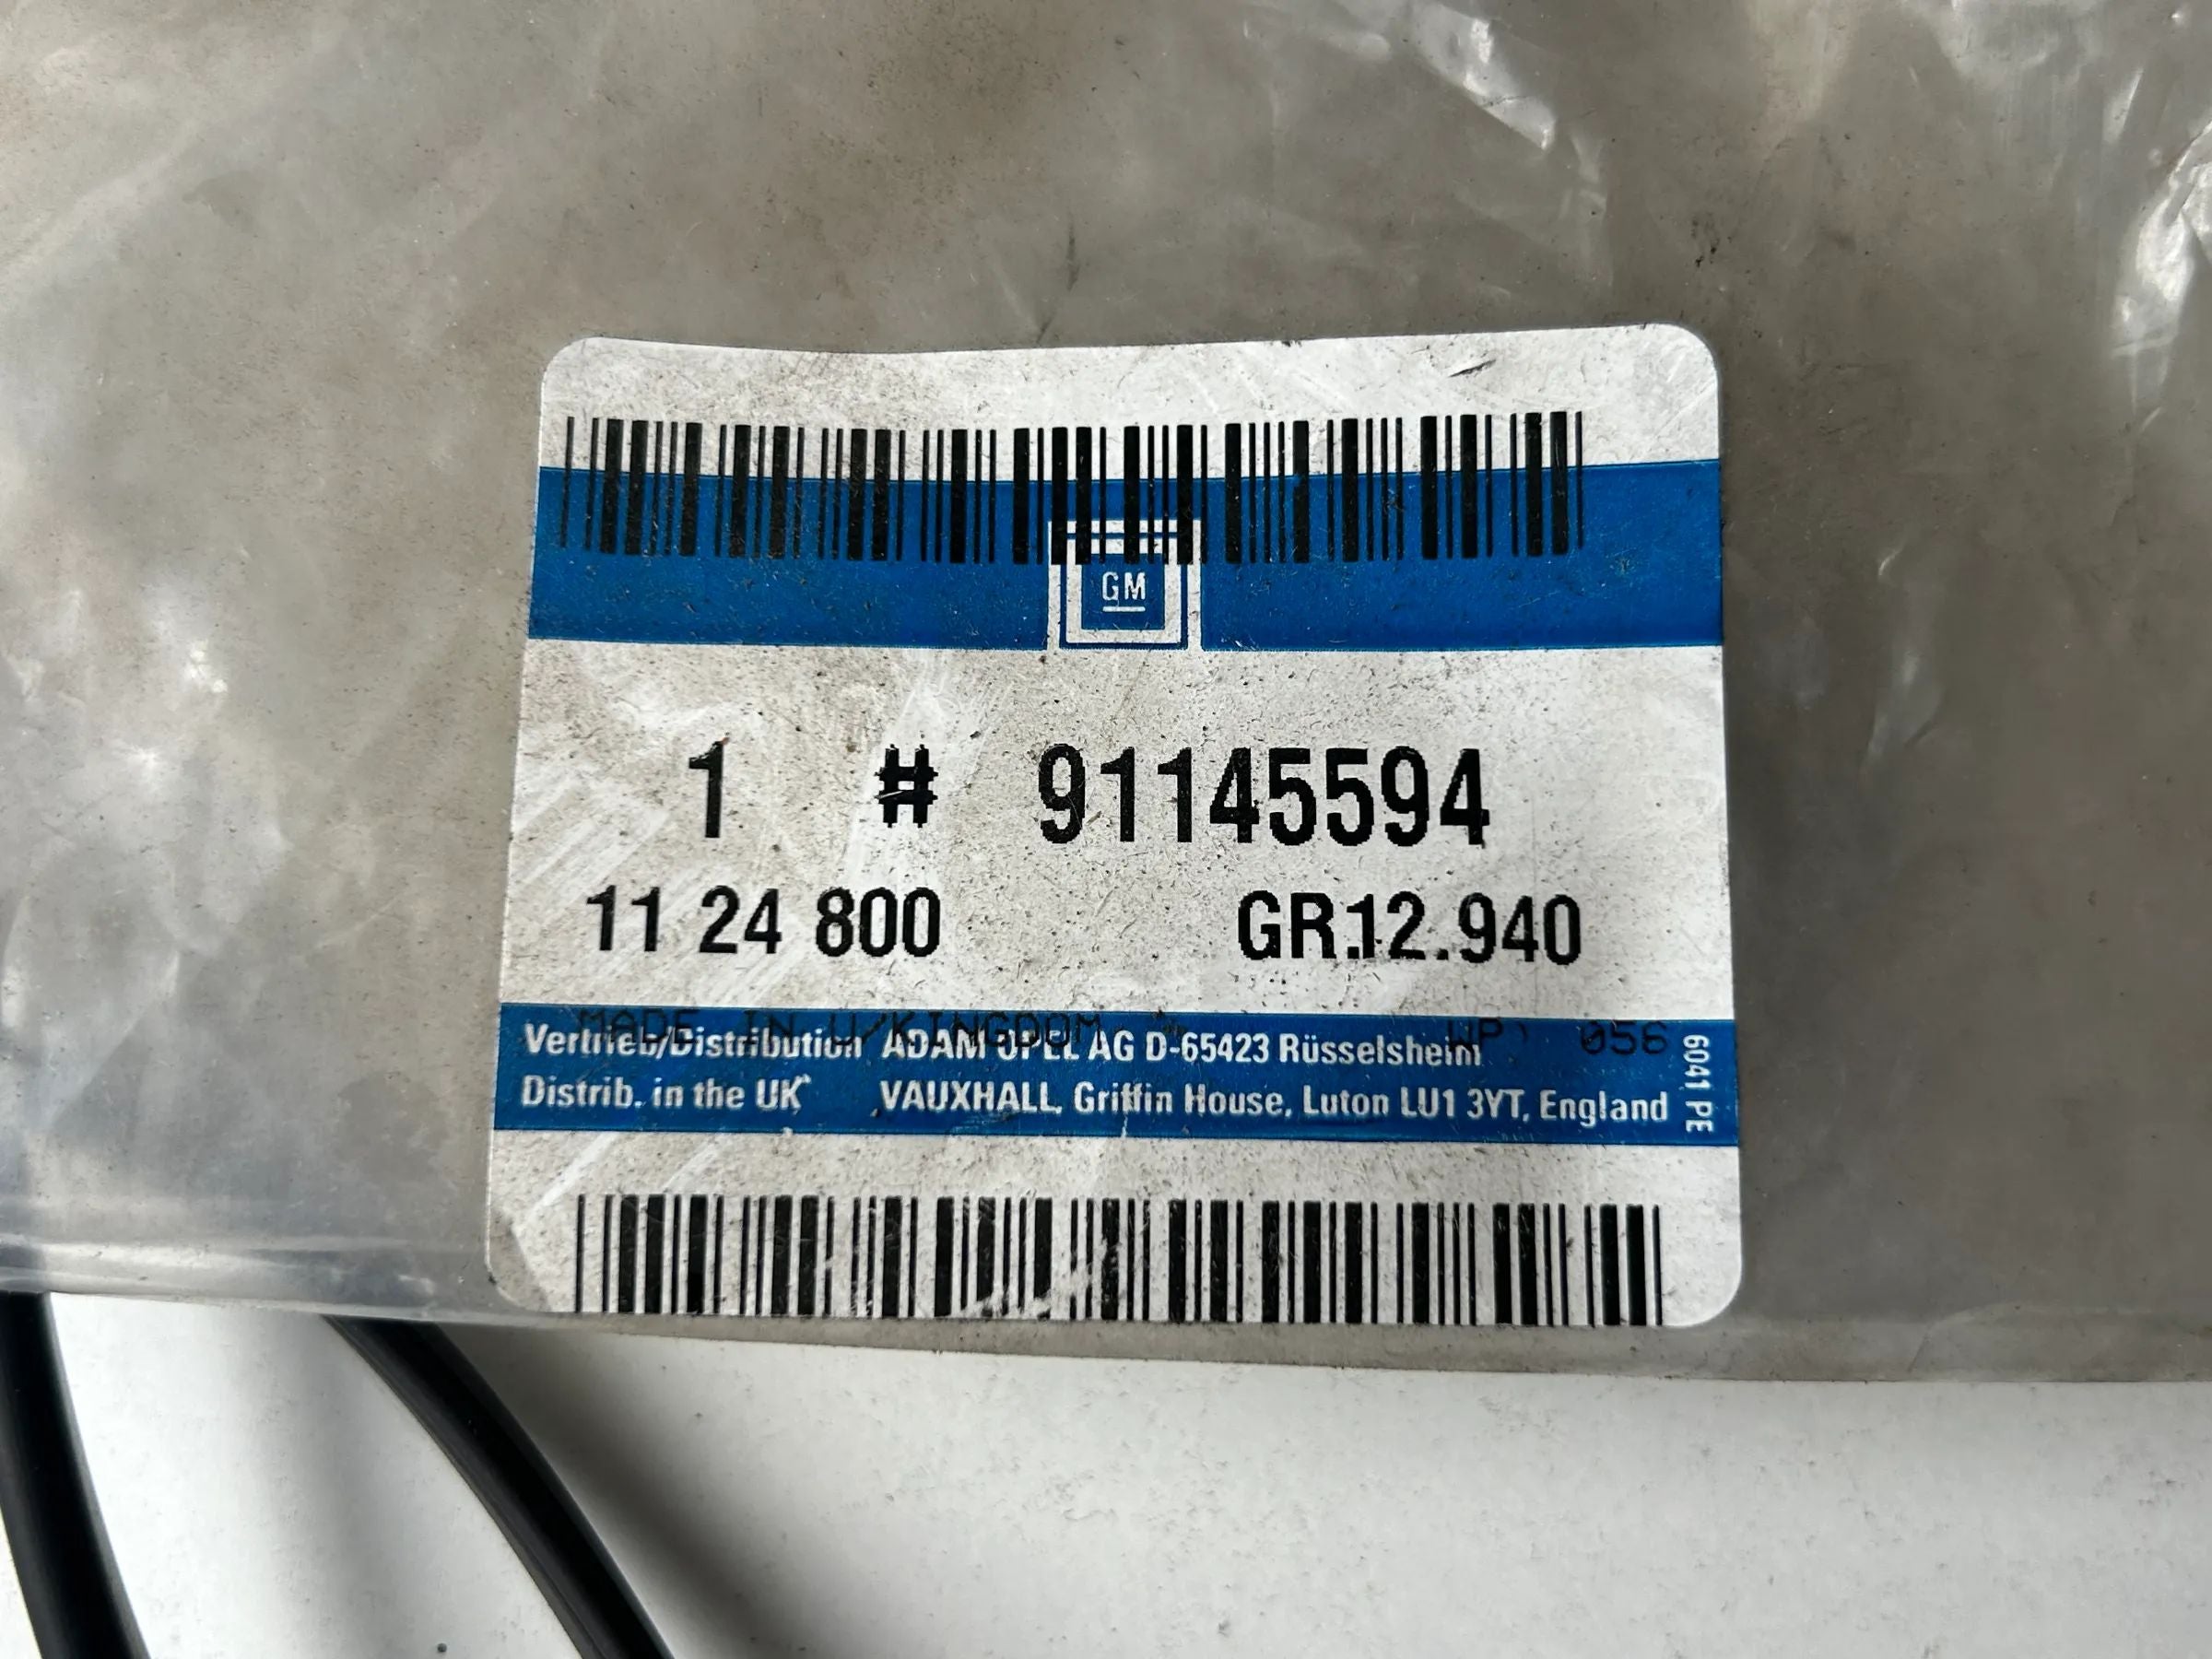 GM
1 # 91145594
11 24 800 GR.12.940
MADE IN U/KINGDOM WP 056
Vertrieb/Distribution ADAM OPEL AG D-65423 Rüsselsheim
Distrib. in the UK VAUXHALL, Griffin House, Luton LU1 3YT, England
6041 PE